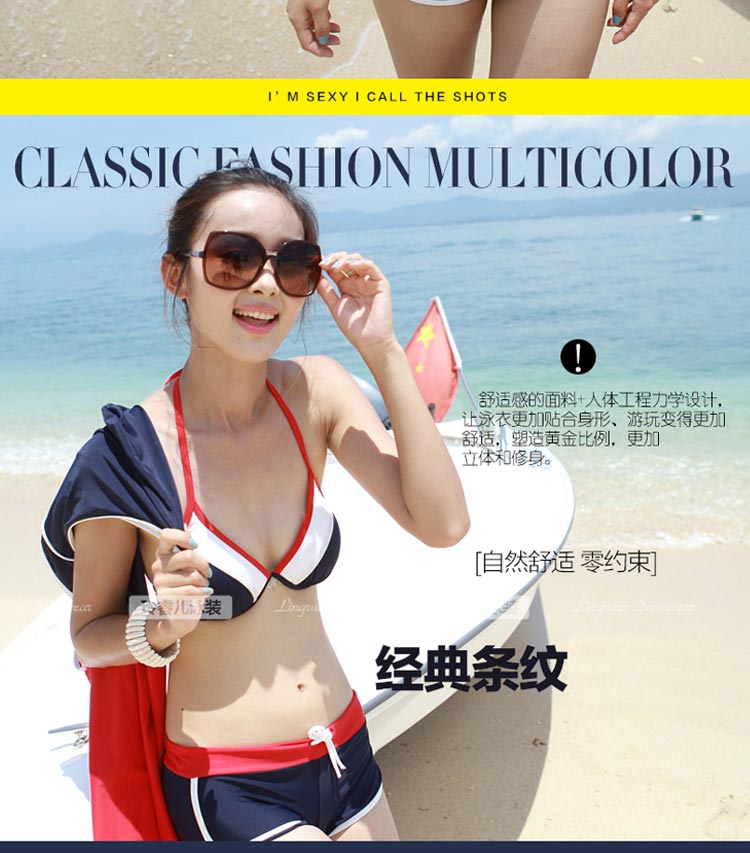 I'M SEXY I CALL THE SHOTS
CLASSIC FASHION MULTICOLOR
!
舒适感的面料+人体工程力学设计，
让泳衣更加贴合身形、游玩变得更加
舒适，塑造黄金比例，更加
立体和修身。
[自然舒适 零约束]
经典条纹